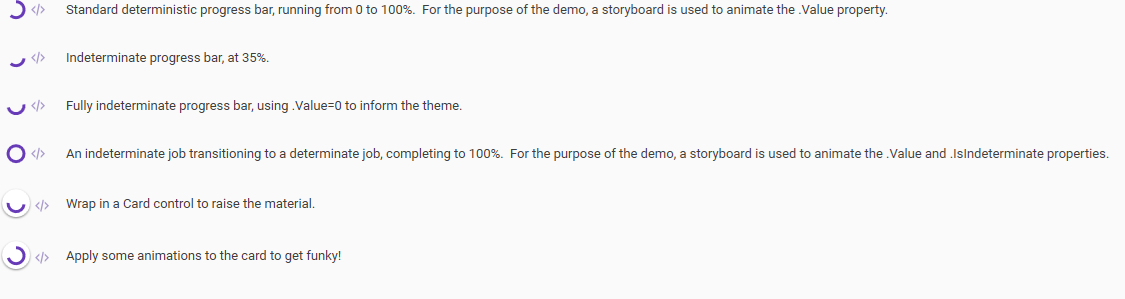 </> Standard deterministic progress bar, running from 0 to 100%.  For the purpose of the demo, a storyboard is used to animate the .Value property.
</> Indeterminate progress bar, at 35%.
</> Fully indeterminate progress bar, using .Value=0 to inform the theme.
</> An indeterminate job transitioning to a determinate job, completing to 100%.  For the purpose of the demo, a storyboard is used to animate the .Value and .IsIndeterminate properties.
</> Wrap in a Card control to raise the material.
</> Apply some animations to the card to get funky!